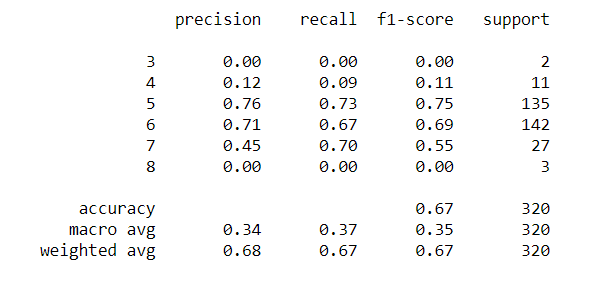 precision recall f1-score support
3 0.00 0.00 0.00 2
4 0.12 0.09 0.11 11
5 0.76 0.73 0.75 135
6 0.71 0.67 0.69 142
7 0.45 0.70 0.55 27
8 0.00 0.00 0.00 3
accuracy 0.67 320
macro avg 0.34 0.37 0.35 320
weighted avg 0.68 0.67 0.67 320